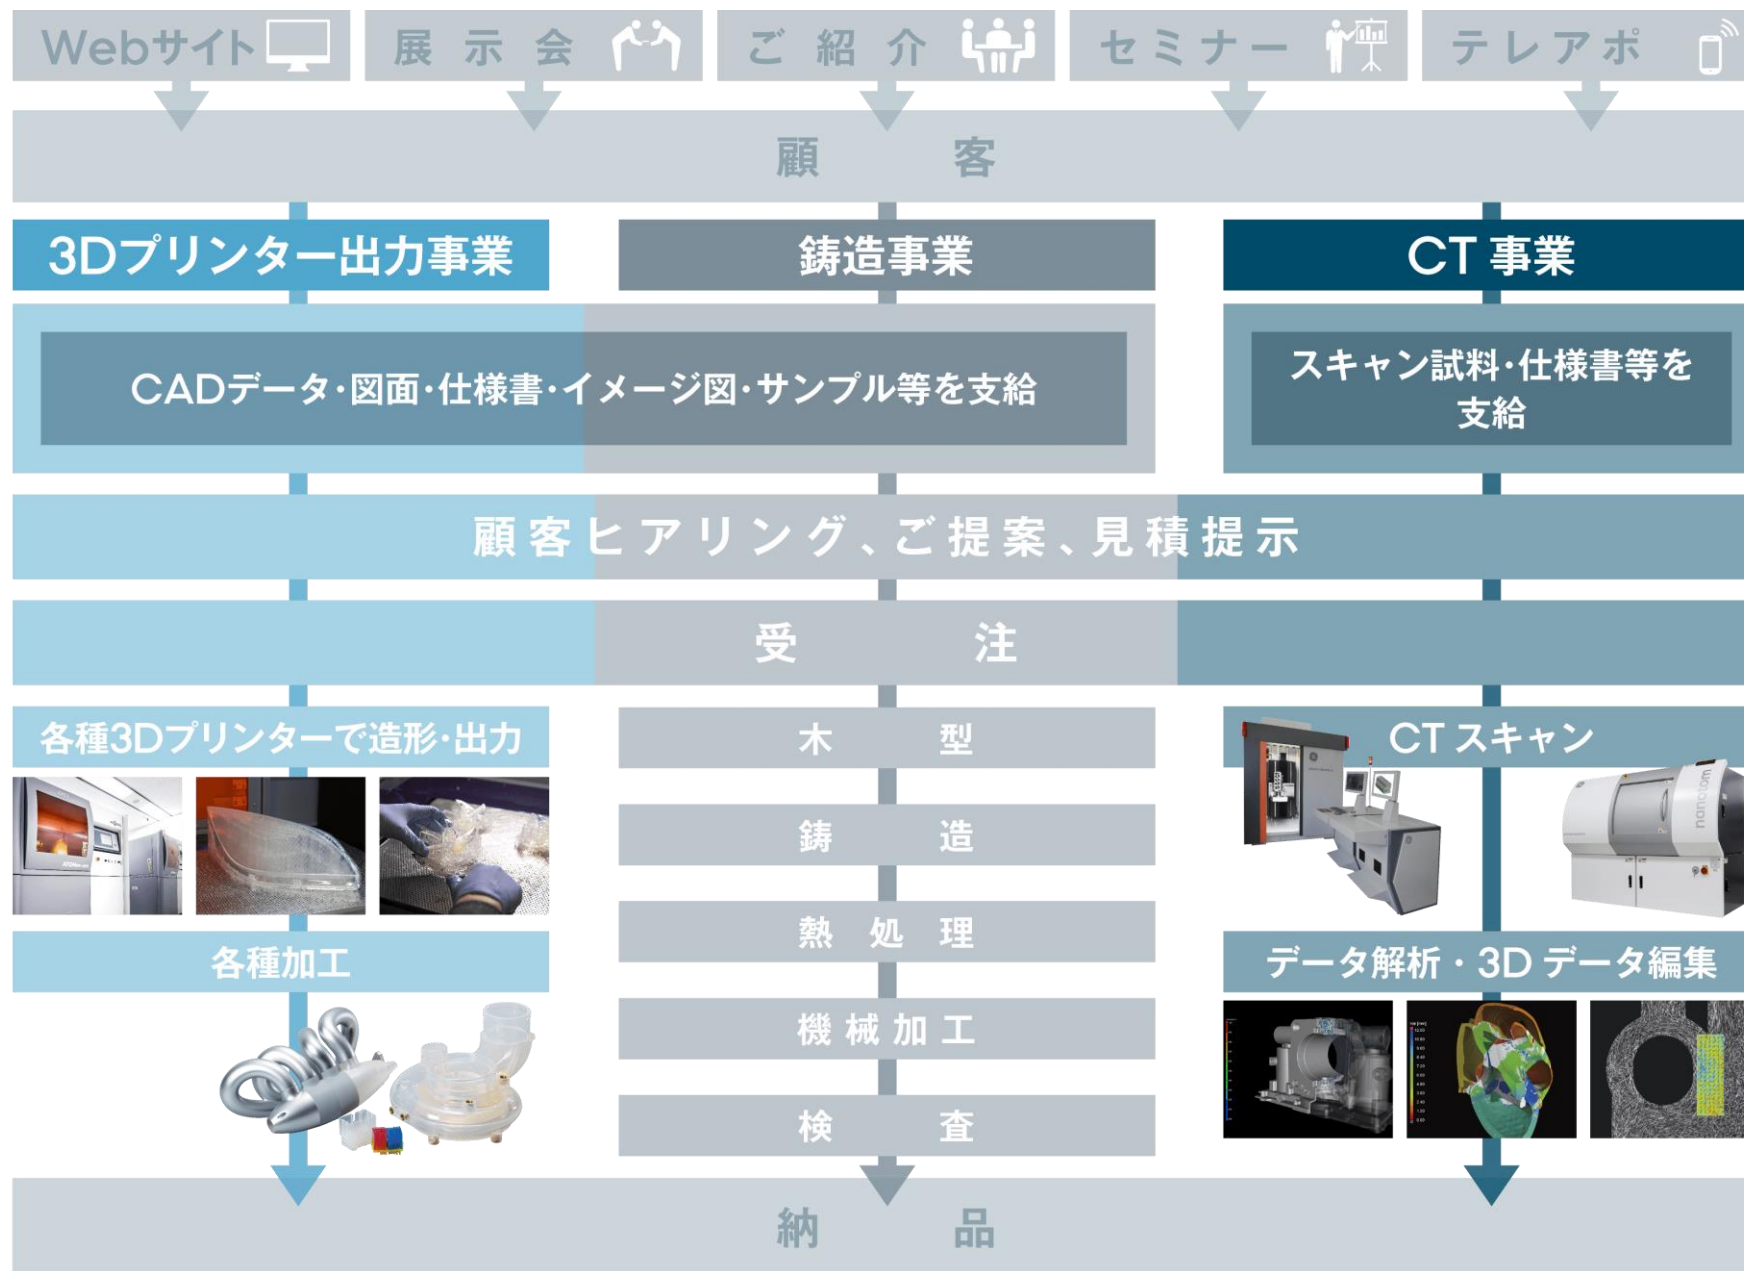 Webサイト
展示会
ご紹介
セミナー
テレアポ
顧客
3Dプリンター出力事業
鋳造事業
CT 事業
CADデータ・図面・仕様書・イメージ図・サンプル等を支給
スキャン試料・仕様書等を
支給
顧客ヒアリング、ご提案、見積提示
受注
各種3Dプリンターで造形・出力
木型
CT スキャン
nanotom
鋳造
熱処理
各種加工
データ解析・3D データ編集
機械加工
検査
納品